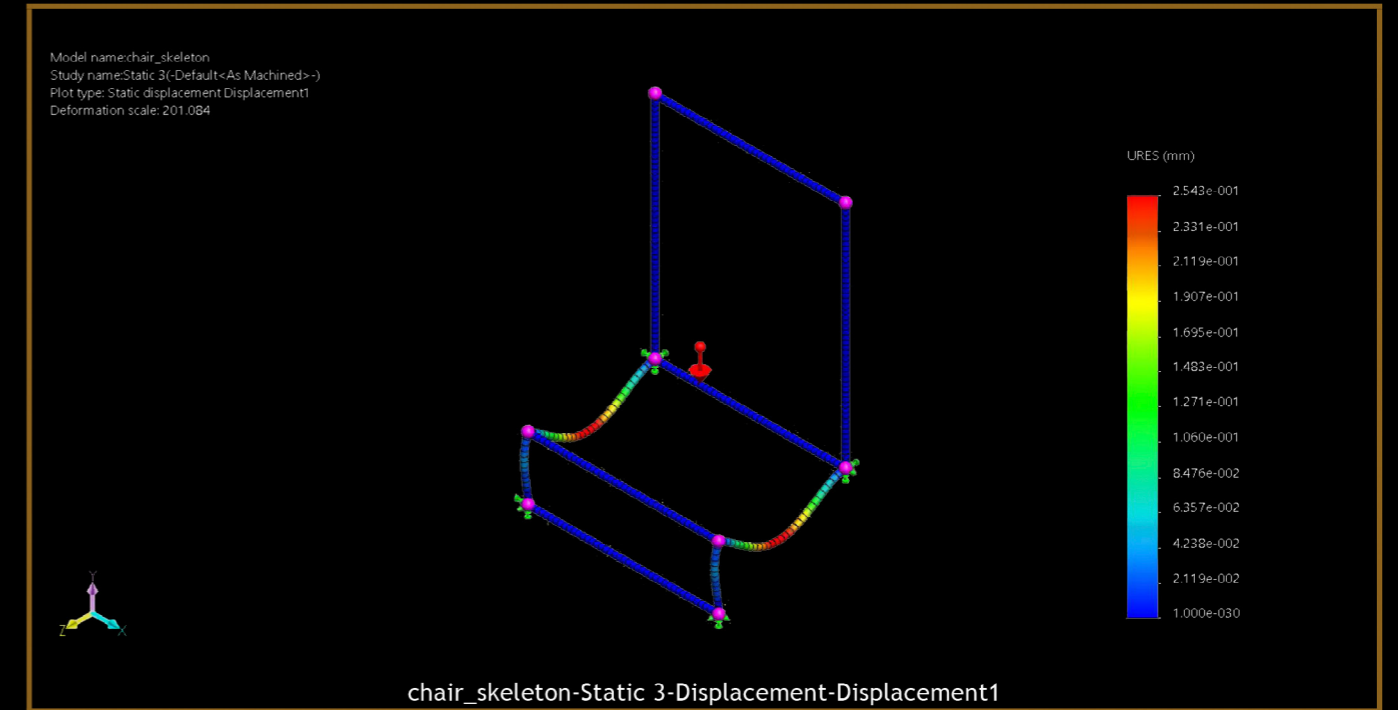 Model name:chair_skeleton
Study name:Static 3(-Default<As Machined>-)
Plot type: Static displacement Displacement1
Deformation scale: 201.084
URES (mm)
2.543e-001
2.331e-001
2.119e-001
1.907e-001
1.695e-001
1.483e-001
1.271e-001
1.060e-001
8.476e-002
6.357e-002
4.238e-002
2.119e-002
1.000e-030
Y
Z
X
chair_skeleton-Static 3-Displacement-Displacement1